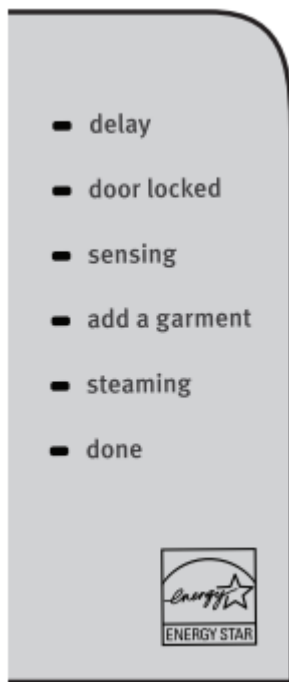 delay
door locked
sensing
add a garment
steaming
done
energy
ENERGY STAR